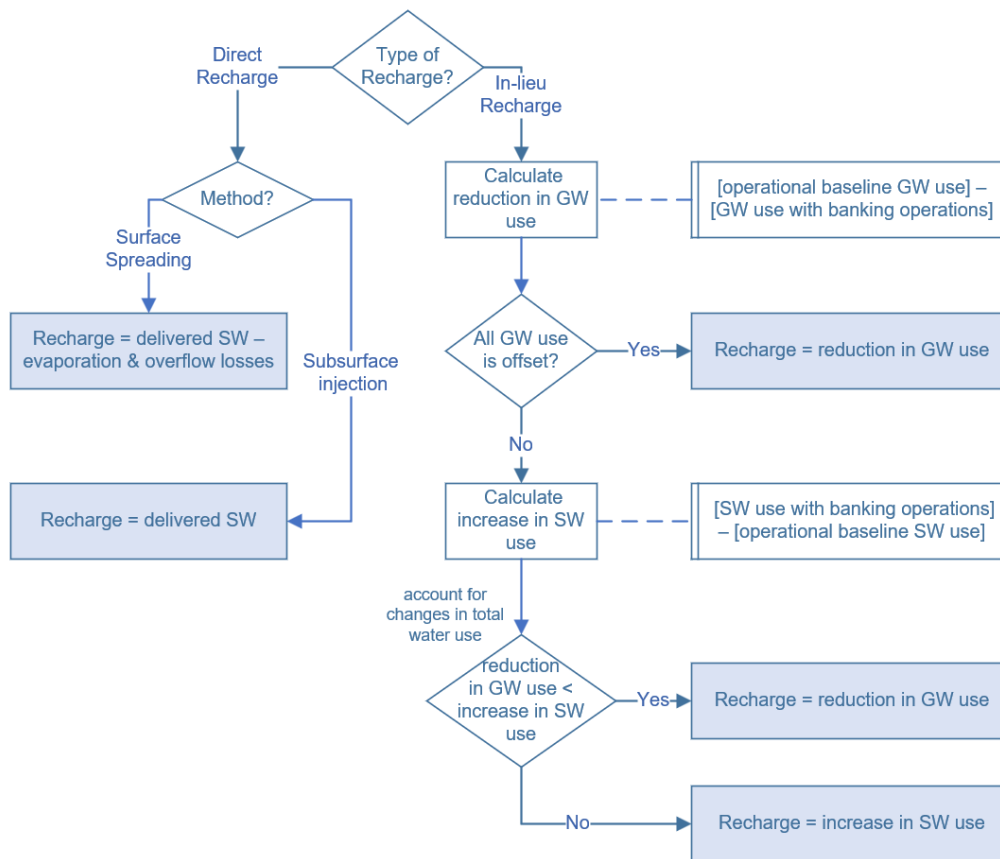 Type of
Recharge?
Direct
Recharge
In-lieu
Recharge
Method?
Surface
Spreading
Recharge = delivered SW –
evaporation & overflow losses
Subsurface
injection
Recharge = delivered SW
Calculate
reduction in GW
use
[operational baseline GW use] –
[GW use with banking operations]
All GW use
is offset?
Yes
Recharge = reduction in GW use
No
Calculate
increase in SW
use
[SW use with banking operations]
– [operational baseline SW use]
account for
changes in total
water use
reduction
in GW use <
increase in SW
use
Yes
Recharge = reduction in GW use
No
Recharge = increase in SW use